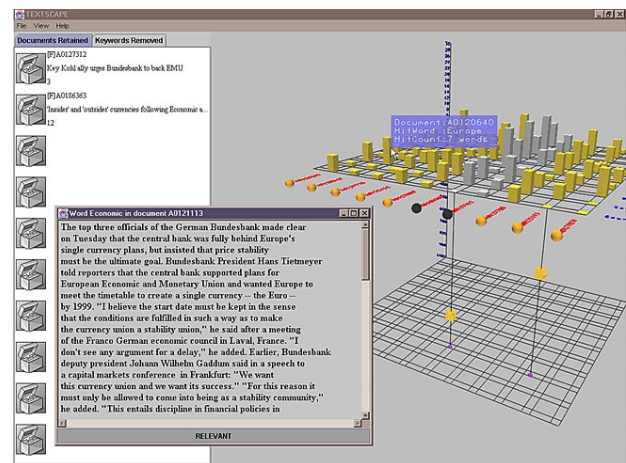 TEXTSCAPE
File View Help
Documents Retained Keywords Removed
[F]A0127312
Key Kohl ally urges Bundesbank to back EMU
3
[F]A0186363
'Insider' and 'outsider' currencies following Economic a...
12
Document:A0120640
HitWord :Europe
HitCount:7 words
Word Economic in document A0121113
The top three officials of the German Bundesbank made clear
on Tuesday that the central bank was fully behind Europe's
single currency plans, but insisted that price stability
must be the ultimate goal. Bundesbank President Hans Tietmeyer
told reporters that the central bank supported plans for
European Economic and Monetary Union and wanted Europe to
meet the timetable to create a single currency -- the Euro --
by 1999. "I believe the start date must be kept in the sense
that the conditions are fulfilled in such a way as to make
the currency union a stability union," he said after a meeting
of the Franco German economic council in Laval, France. "I
don't see any argument for a delay," he added. Earlier, Bundesbank
deputy president Johann Wilhelm Gaddum said in a speech to
a capital markets conference in Frankfurt: "We want
this currency union and we want its success." "For this reason it
must only be allowed to come into being as a stability community,"
he added. "This entails discipline in financial policies in
RELEVANT